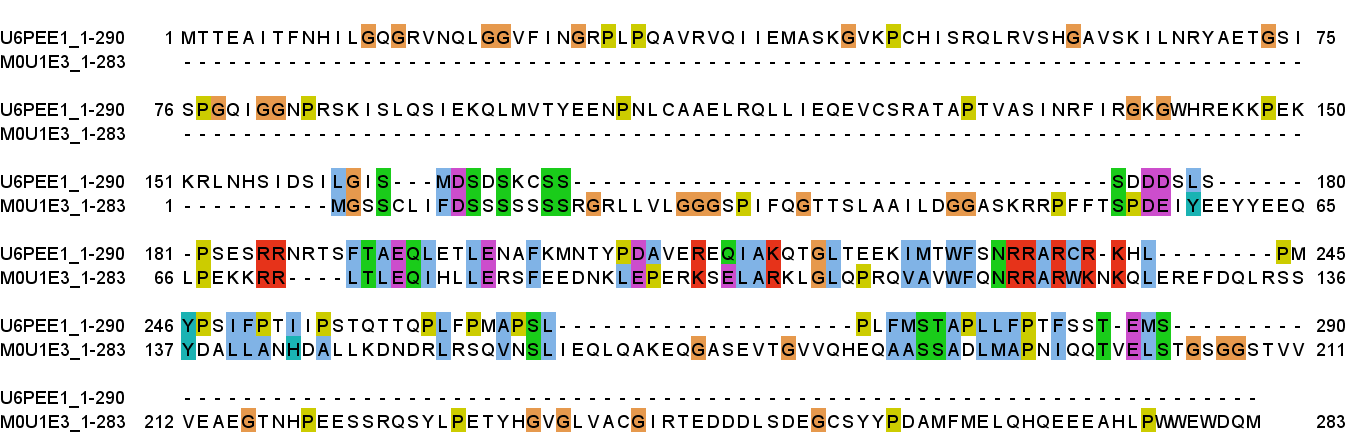 U6PEE1_1-290 1 MTTEAITFNHILGQGRVNQLGGVFINGRPLPQAVRVQIIEMASKGVKPCHISRQLRVSHGAVSKILNRYAETGSI 75
M0U1E3_1-283 ---------------------------------------------------------------------------
U6PEE1_1-290 76 SPGQIGGNPRSKISLQSIEKQLMVTYEENPNLCAAELRQLLIEQEVCSRATAPTVASINRFIRGKGWHREKKPEK 150
M0U1E3_1-283 ---------------------------------------------------------------------------
U6PEE1_1-290 151 KRLNHSIDSILGIS---MDSDSKCSS------------------------------------SDDDSLS------ 180
M0U1E3_1-283 1 ----------MGSSCLIFDSSSSSSSRGRLLVLGGGSPIFQGTTSLAAILDGGASKRRPFFTSPDEIYEEYYEEQ 65
U6PEE1_1-290 181 -PSESRRNRTSFTAEQLETLENAFKMNTYPDAVEREQIAKQTGLTEEKIMTWFSNRRARCR-KHL--------PM 245
M0U1E3_1-283 66 LPEKKRR----LTLEQIHLLERSFEEDNKLEPERKSELARKLGLQPRQVAVWFQNRRARWKNKQLEREFDQLRSS 136
U6PEE1_1-290 246 YPSIFPTIIPSTQTTQPLFPMAPSL--------------------PLFMSTAPLLFPTFSST-EMS--------- 290
M0U1E3_1-283 137 YDALLANHDALLKDNDRLRSQVNSLIEQLQAKEQGASEVTGVVQHEQAASSADLMAPNIQQTVELSTGSGGSTVV 211
U6PEE1_1-290 ------------------------------------------------------------------------
M0U1E3_1-283 212 VEAEGTNHPEESSRQSYLPETYHGVGLVACGIRTEDDDLSDEGCSYYPDAMFMELQHQEEEAHLPWWEWDQM 283